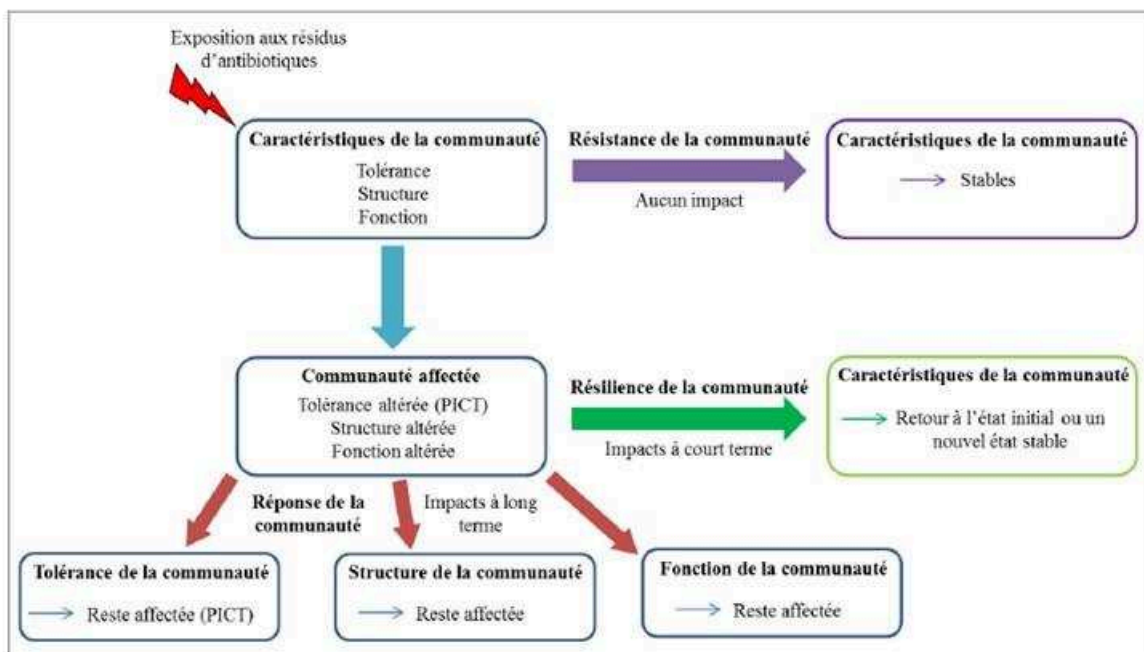 Exposition aux résidus
d'antibiotiques
Caractéristiques de la communauté
Tolérance
Structure
Fonction
Résistance de la communauté
Aucun impact
Caractéristiques de la communauté
Stables
Communauté affectée
Tolérance altérée (PICT)
Structure altérée
Fonction altérée
Résilience de la communauté
Impacts à court terme
Caractéristiques de la communauté
Retour à l'état initial ou un
nouvel état stable
Réponse de la
communauté
Impacts à long
terme
Tolérance de la communauté
Reste affectée (PICT)
Structure de la communauté
Reste affectée
Fonction de la communauté
Reste affectée